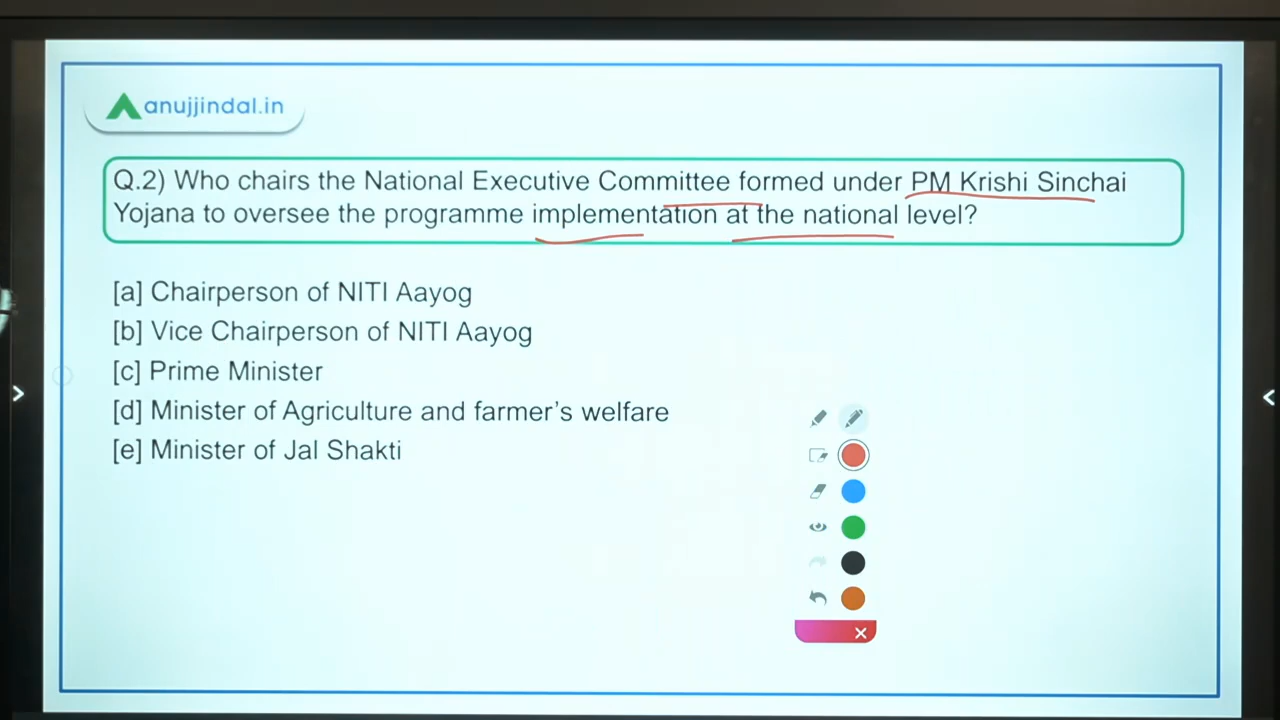 anujjindal.in
Q.2) Who chairs the National Executive Committee formed under PM Krishi Sinchai
Yojana to oversee the programme implementation at the national level?
[a] Chairperson of NITI Aayog
[b] Vice Chairperson of NITI Aayog
[c] Prime Minister
[d] Minister of Agriculture and farmer's welfare
[e] Minister of Jal Shakti